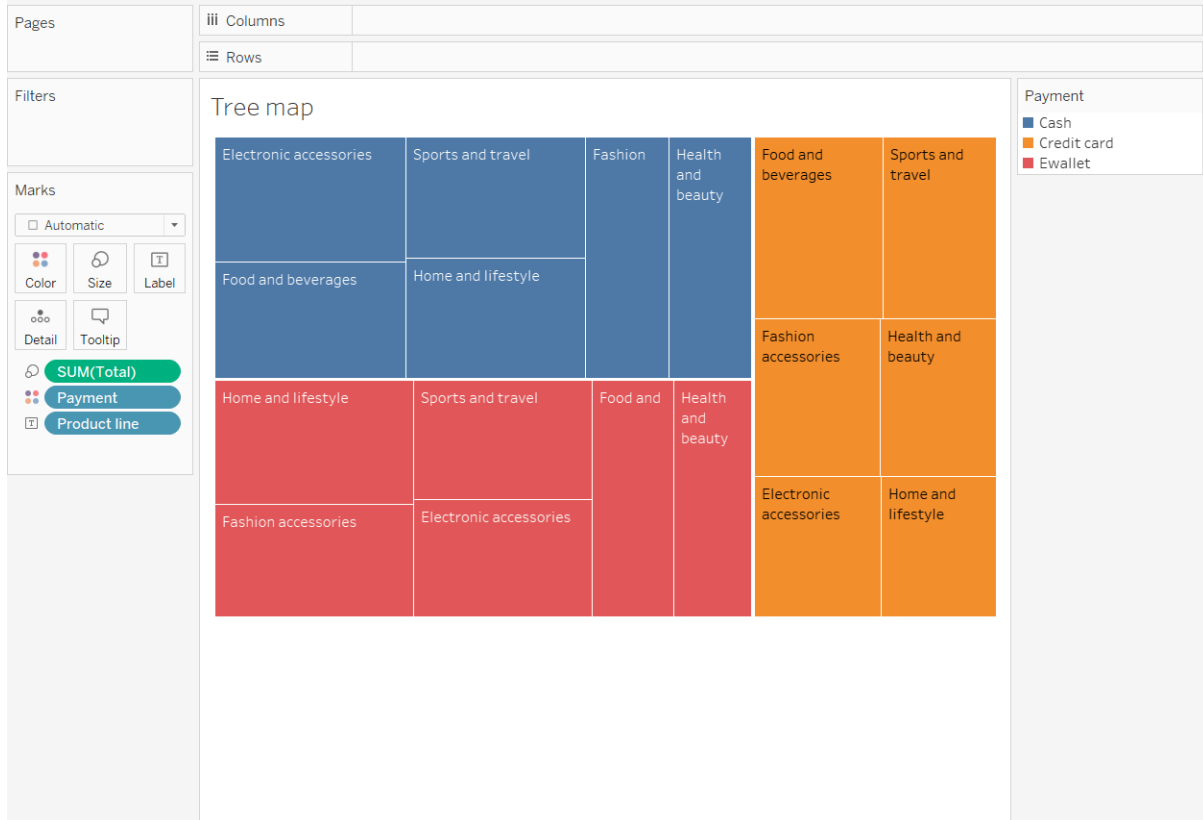 Pages
Columns
Rows
Filters
Marks
Automatic
Color
Size
Label
Detail
Tooltip
SUM(Total)
Payment
Product line
Tree map
Electronic accessories
Sports and travel
Fashion
Health
and
beauty
Food and beverages
Home and lifestyle
Home and lifestyle
Sports and travel
Food and
Health
and
beauty
Fashion accessories
Electronic accessories
Food and
beverages
Sports and
travel
Fashion
accessories
Health and
beauty
Electronic
accessories
Home and
lifestyle
Payment
Cash
Credit card
Ewallet